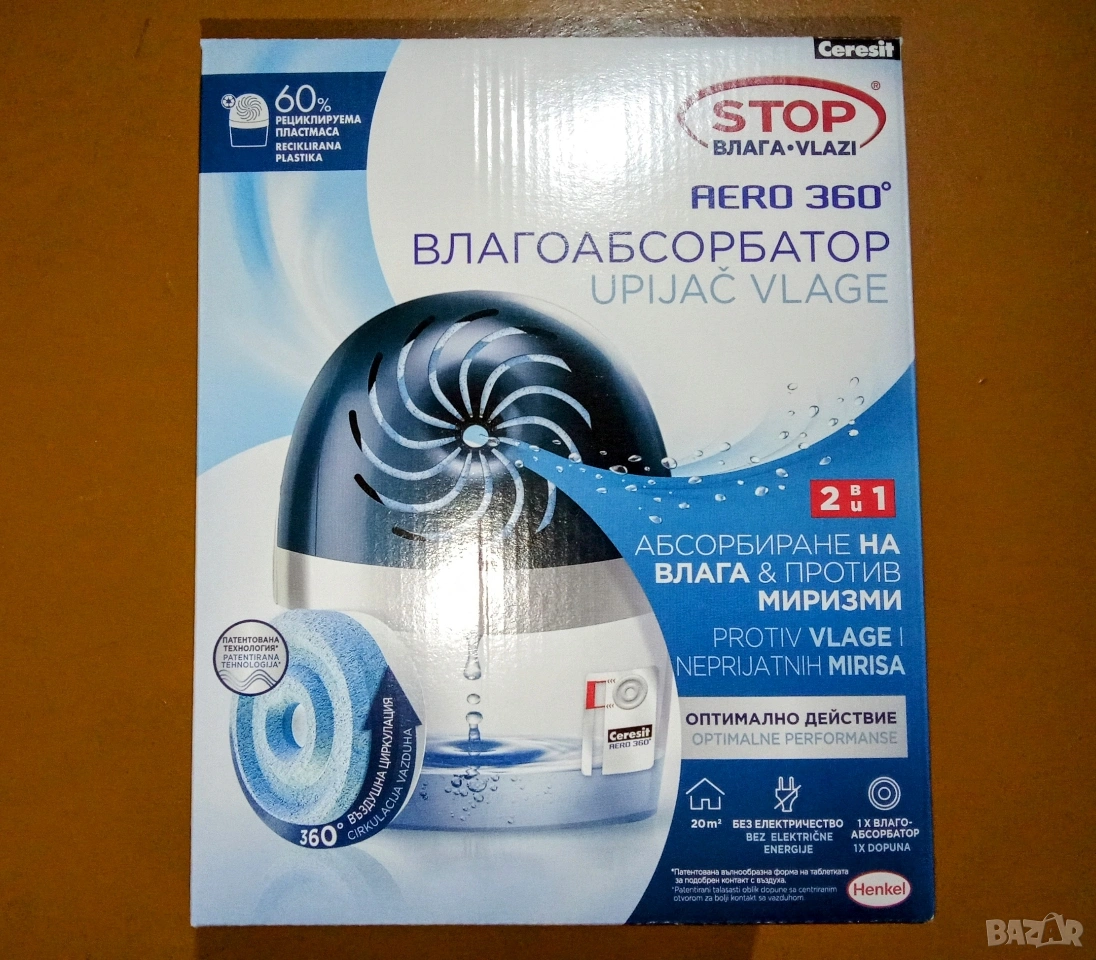 Ceresit
60%
РЕЦИКЛИРУЕМА
ПЛАСТМАСА
RECIKLIRANA
PLASTIKA
STOP®
ВЛАГА•VLAZI
AERO 360°
ВЛАГОАБСОРБАТОР
UPIJAČ VLAGE
2 В И 1
АБСОРБИРАНЕ НА
ВЛАГА & ПРОТИВ
МИРИЗМИ
PROTIV VLAGE I
NEPRIJATNIH MIRISA
ПАТЕНТОВАНА
ТЕХНОЛОГИЯ*
PATENTIRANA
TEHNOLOGIJA*
360° ВЪЗДУШНА ЦИРКУЛАЦИЯ
CIRKULACIJA VAZDUHA
Ceresit
AERO 360°
ОПТИМАЛНО ДЕЙСТВИЕ
OPTIMALNE PERFORMANSE
20 m²
БЕЗ ЕЛЕКТРИЧЕСТВО
BEZ ELEKTRIČNE
ENERGIJE
1 X ВЛАГО-
АБСОРБАТОР
1X DOPUNA
*Патентована вълнообразна форма на таблетката
за подобрен контакт с въздуха.
*Patentirani talasasti oblik dopune sa centriranim
otvorom za bolji kontakt sa vazduhom.
Henkel
BAZAR